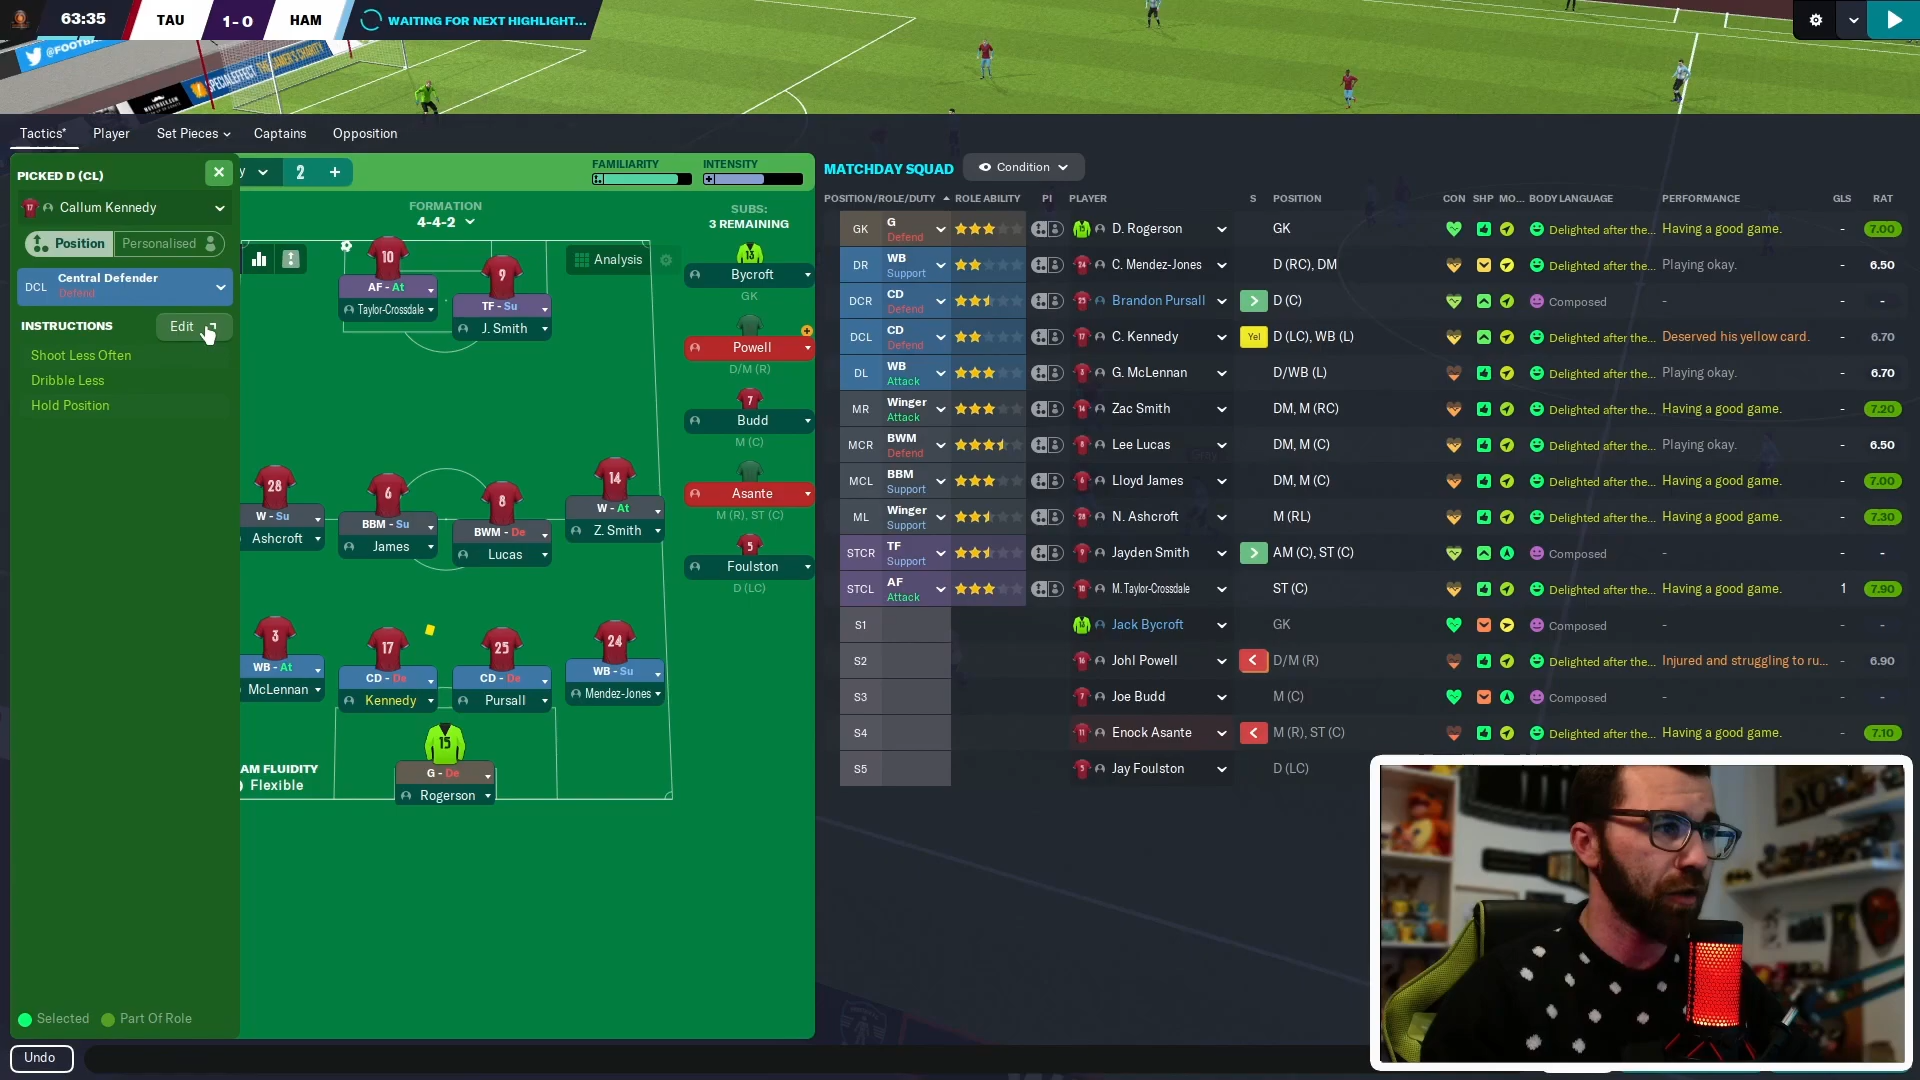 63:35 TAU 1 - 0 HAM WAITING FOR NEXT HIGHLIGHT...
SPECIALEFFECT THE GAMER'S CHARITY
Tactics* Player Set Pieces Captains Opposition
PICKED D (CL)
Callum Kennedy
Position Personalised
DCL Central Defender
Defend
INSTRUCTIONS Edit
Shoot Less Often
Dribble Less
Hold Position
Selected Part Of Role
Undo
y 2 +
FAMILIARITY INTENSITY
FORMATION
4-4-2
SUBS:
3 REMAINING
Analysis
10
AF - At
Taylor-Crossdale
9
TF - Su
J. Smith
28
W - Su
Ashcroft
6
BBM - Su
James
8
BWM - De
Lucas
14
W - At
Z. Smith
3
WB - At
McLennan
17
CD - De
Kennedy
25
CD - De
Pursall
24
WB - Su
Mendez-Jones
15
G - De
Rogerson
AM FLUIDITY
Flexible
13
Bycroft
GK
Powell
D/M (R)
7
Budd
M (C)
Asante
M (R), ST (C)
5
Foulston
D (LC)
MATCHDAY SQUAD Condition
POSITION/ROLE/DUTY ROLE ABILITY PI PLAYER S POSITION CON SHP MO... BODY LANGUAGE PERFORMANCE GLS RAT
GK G Defend D. Rogerson GK Delighted after the... Having a good game. - 7.00
DR WB Support C. Mendez-Jones D (RC), DM Delighted after the... Playing okay. - 6.50
DCR CD Defend Brandon Pursall D (C) Composed - - -
DCL CD Defend C. Kennedy Yel D (LC), WB (L) Delighted after the... Deserved his yellow card. - 6.70
DL WB Attack G. McLennan D/WB (L) Delighted after the... Playing okay. - 6.70
MR Winger Attack Zac Smith DM, M (RC) Delighted after the... Having a good game. - 7.20
MCR BWM Defend Lee Lucas DM, M (C) Delighted after the... Playing okay. - 6.50
MCL BBM Support Lloyd James DM, M (C) Delighted after the... Having a good game. - 7.00
ML Winger Support N. Ashcroft M (RL) Delighted after the... Having a good game. - 7.30
STCR TF Support Jayden Smith AM (C), ST (C) Composed - - -
STCL AF Attack M. Taylor-Crossdale ST (C) Delighted after the... Having a good game. 1 7.90
S1 Jack Bycroft GK Composed - - -
S2 Johl Powell D/M (R) Delighted after the... Injured and struggling to ru... - 6.90
S3 Joe Budd M (C) Composed - - -
S4 Enock Asante M (R), ST (C) Delighted after the... Having a good game. - 7.10
S5 Jay Foulston D (LC)